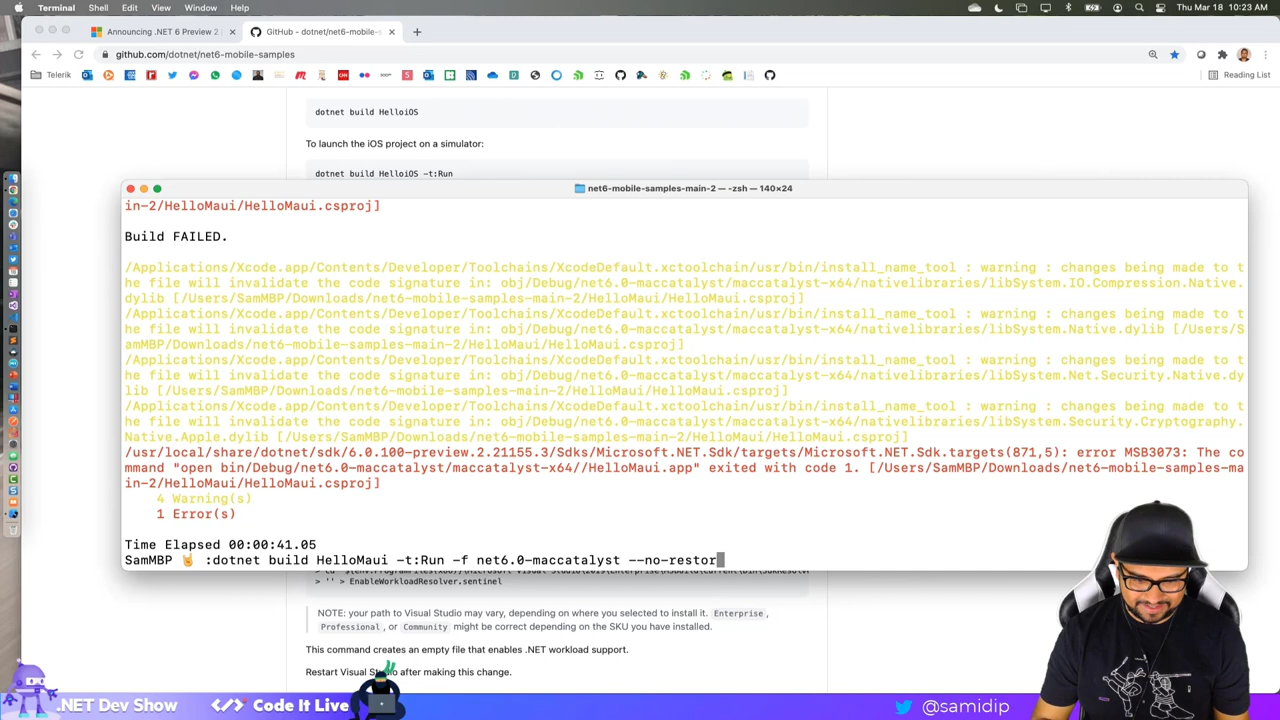 Terminal Shell Edit View Window Help Thu Mar 18 10:23 AM
Announcing .NET 6 Preview 2
GitHub - dotnet/net6-mobile-s
github.com/dotnet/net6-mobile-samples
Telerik Reading List
dotnet build HelloiOS
To launch the iOS project on a simulator:
dotnet build HelloiOS -t:Run
net6-mobile-samples-main-2 — -zsh — 140×24
in-2/HelloMaui/HelloMaui.csproj]
Build FAILED.
/Applications/Xcode.app/Contents/Developer/Toolchains/XcodeDefault.xctoolchain/usr/bin/install_name_tool : warning : changes being made to t
he file will invalidate the code signature in: obj/Debug/net6.0-maccatalyst/maccatalyst-x64/nativelibraries/libSystem.IO.Compression.Native.
dylib [/Users/SamMBP/Downloads/net6-mobile-samples-main-2/HelloMaui/HelloMaui.csproj]
/Applications/Xcode.app/Contents/Developer/Toolchains/XcodeDefault.xctoolchain/usr/bin/install_name_tool : warning : changes being made to t
he file will invalidate the code signature in: obj/Debug/net6.0-maccatalyst/maccatalyst-x64/nativelibraries/libSystem.Native.dylib [/Users/S
amMBP/Downloads/net6-mobile-samples-main-2/HelloMaui/HelloMaui.csproj]
/Applications/Xcode.app/Contents/Developer/Toolchains/XcodeDefault.xctoolchain/usr/bin/install_name_tool : warning : changes being made to t
he file will invalidate the code signature in: obj/Debug/net6.0-maccatalyst/maccatalyst-x64/nativelibraries/libSystem.Net.Security.Native.dy
lib [/Users/SamMBP/Downloads/net6-mobile-samples-main-2/HelloMaui/HelloMaui.csproj]
/Applications/Xcode.app/Contents/Developer/Toolchains/XcodeDefault.xctoolchain/usr/bin/install_name_tool : warning : changes being made to t
he file will invalidate the code signature in: obj/Debug/net6.0-maccatalyst/maccatalyst-x64/nativelibraries/libSystem.Security.Cryptography.
Native.Apple.dylib [/Users/SamMBP/Downloads/net6-mobile-samples-main-2/HelloMaui/HelloMaui.csproj]
/usr/local/share/dotnet/sdk/6.0.100-preview.2.21155.3/Sdks/Microsoft.NET.Sdk/targets/Microsoft.NET.Sdk.targets(871,5): error MSB3073: The co
mmand "open bin/Debug/net6.0-maccatalyst/maccatalyst-x64//HelloMaui.app" exited with code 1. [/Users/SamMBP/Downloads/net6-mobile-samples-ma
in-2/HelloMaui/HelloMaui.csproj]
4 Warning(s)
1 Error(s)
Time Elapsed 00:00:41.05
SamMBP 🤘 :dotnet build HelloMaui -t:Run -f net6.0-maccatalyst --no-restor
> '' > EnableWorkloadResolver.sentinel
NOTE: your path to Visual Studio may vary, depending on where you selected to install it. Enterprise,
Professional, or Community might be correct depending on the SKU you have installed.
This command creates an empty file that enables .NET workload support.
Restart Visual Studio after making this change.
.NET Dev Show </> Code It Live @samidip